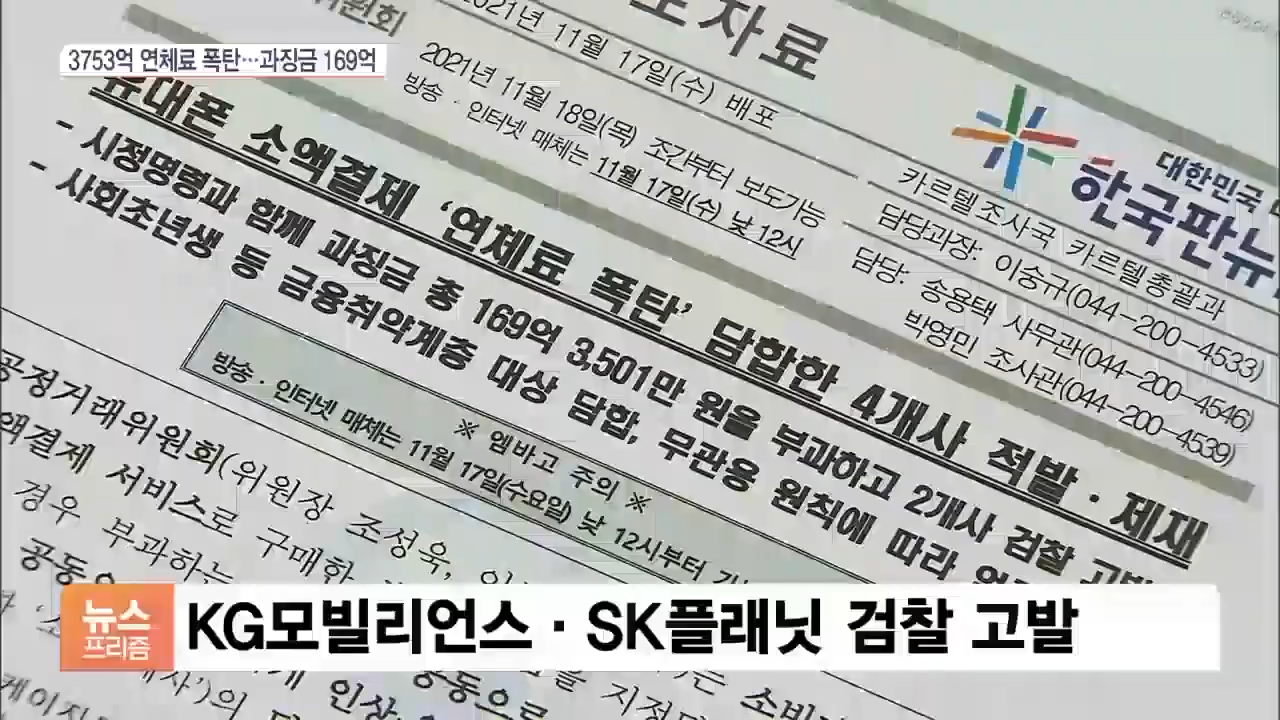 3753억 연체료 폭탄…과징금 169억
위원회
보도자료
2021년 11월 17일(수) 배포
2021년 11월 18일(목) 조간부터 보도가능
방송·인터넷 매체는 11월 17일(수) 낮 12시
대한민국
한국판뉴
카르텔조사국 카르텔총괄과
담당과장: 이숭규(044-200-4533)
담당: 송용택 사무관(044-200-4546)
박영민 조사관(044-200-4539)
휴대폰 소액결제 ‘연체료 폭탄’ 담합한 4개사 적발·제재
- 시정명령과 함께 과징금 총 169억 3,501만 원을 부과하고 2개사 검찰 고발
- 사회초년생 등 금융취약계층 대상 담합, 무관용 원칙에 따라
※ 엠바고 주의 ※
방송·인터넷 매체는 11월 17일(수요일) 낮 12시부터
공정거래위원회(위원장 조성욱,
액결제 서비스로 구매한
경우 부과하는
뉴스
프리즘
KG모빌리언스·SK플래닛 검찰 고발